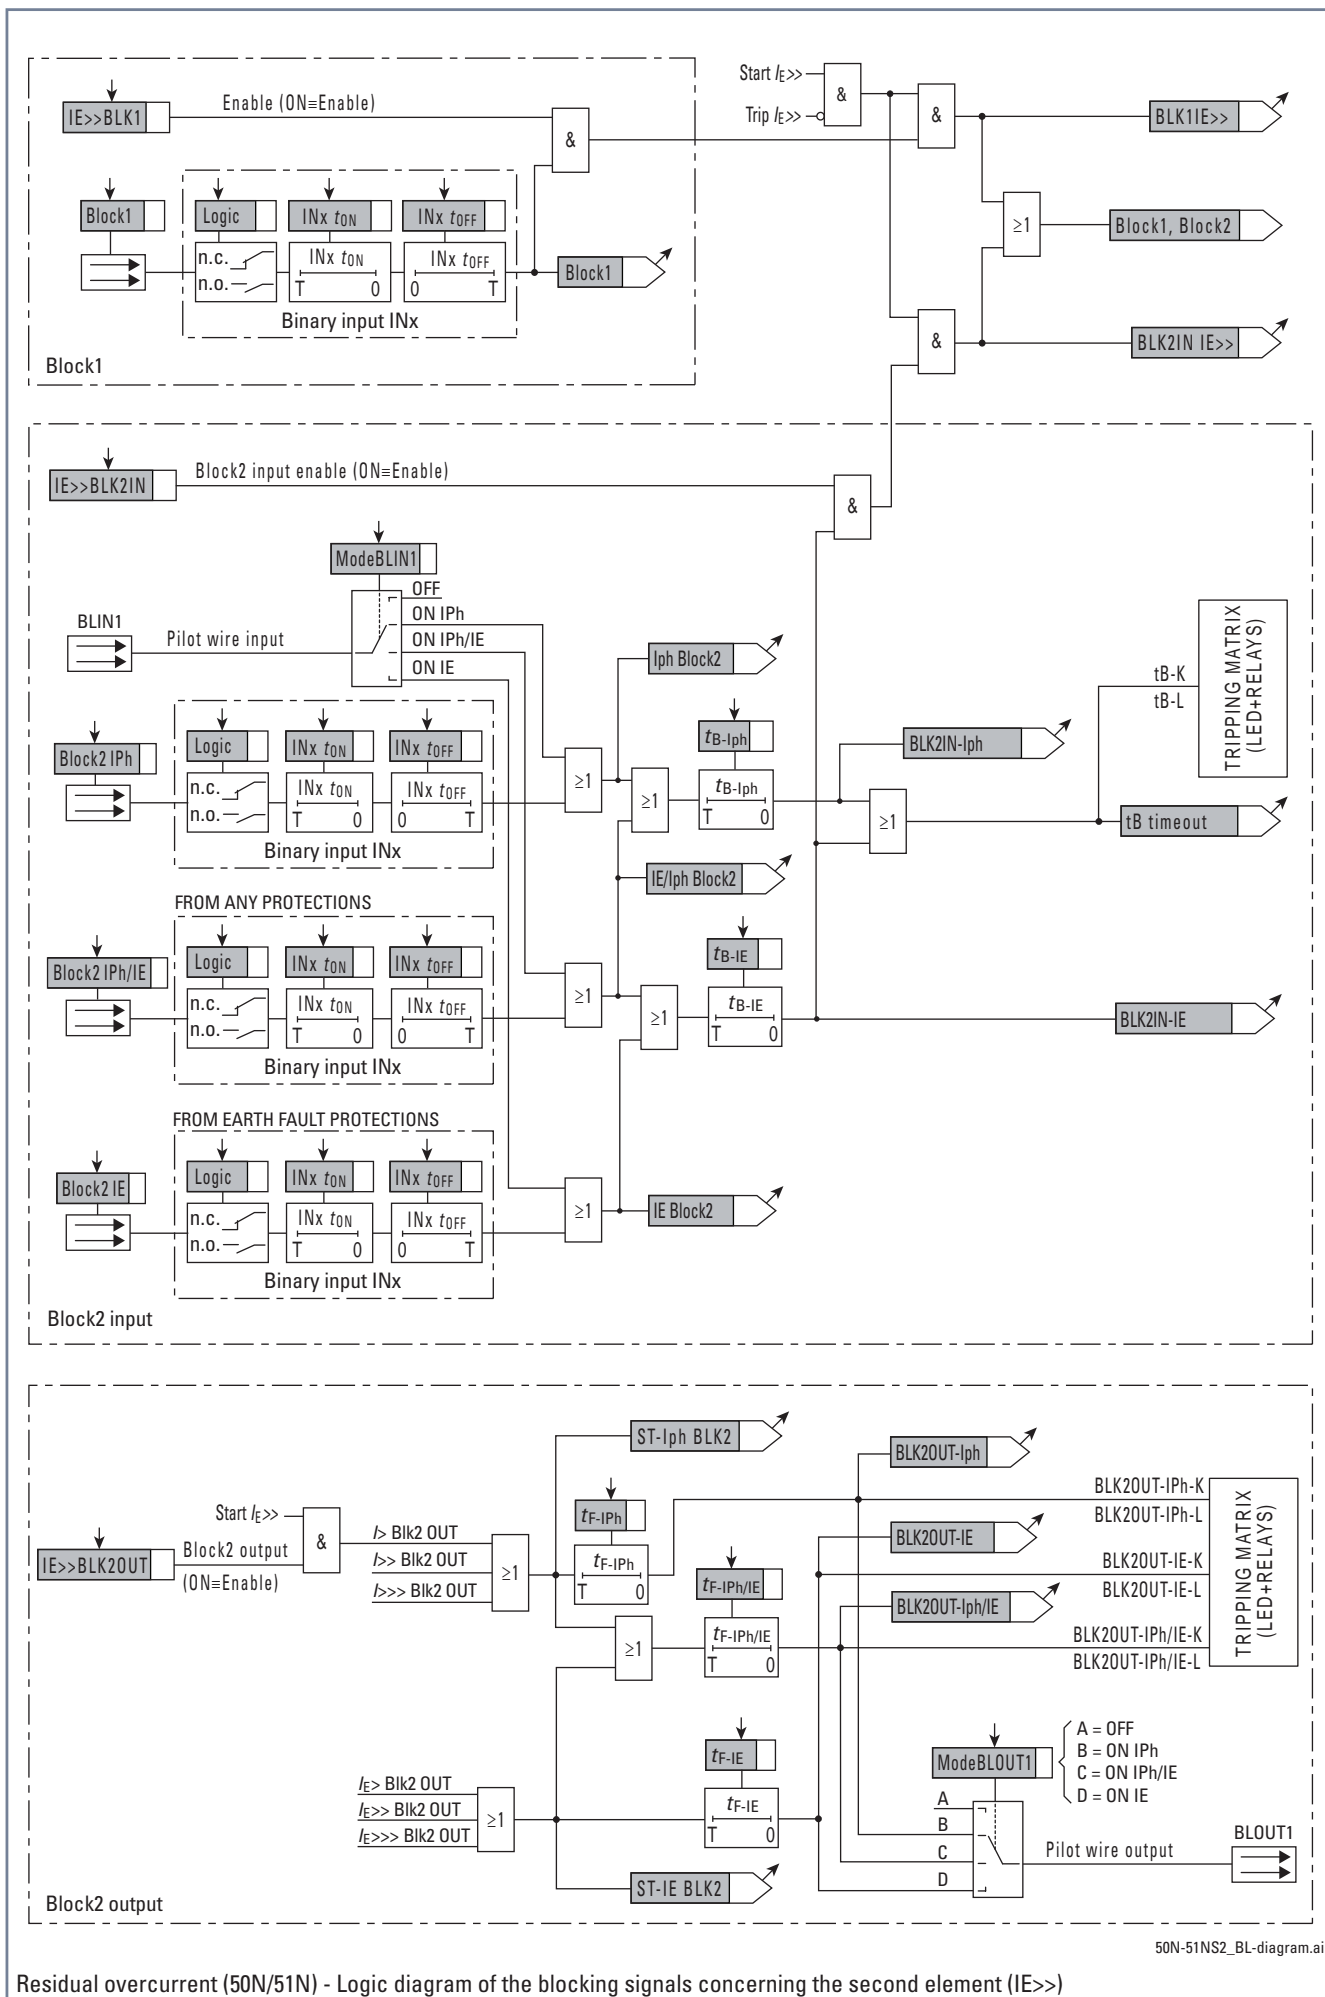 Start IE>>
&
Trip IE>>
IE>>BLK1
Enable (ON≡Enable)
&
&
BLK1IE>>
Block1
Logic
INx tON
INx tOFF
≥1
Block1, Block2
n.c.
n.o.
INx tON
T 0
INx tOFF
0 T
Block1
Binary input INx
&
BLK2IN IE>>
Block1
IE>>BLK2IN
Block2 input enable (ON≡Enable)
&
ModeBLIN1
OFF
BLIN1
Pilot wire input
ON IPh
ON IPh/IE
ON IE
Iph Block2
tB-K
tB-L
TRIPPING MATRIX
(LED+RELAYS)
Block2 IPh
Logic
INx tON
INx tOFF
tB-Iph
BLK2IN-Iph
n.c.
n.o.
INx tON
T 0
INx tOFF
0 T
≥1
≥1
tB-Iph
T 0
≥1
tB timeout
Binary input INx
IE/Iph Block2
FROM ANY PROTECTIONS
Block2 IPh/IE
Logic
INx tON
INx tOFF
tB-IE
n.c.
n.o.
INx tON
T 0
INx tOFF
0 T
≥1
≥1
tB-IE
T 0
BLK2IN-IE
Binary input INx
FROM EARTH FAULT PROTECTIONS
Block2 IE
Logic
INx tON
INx tOFF
n.c.
n.o.
INx tON
T 0
INx tOFF
0 T
≥1
IE Block2
Binary input INx
Block2 input
ST-Iph BLK2
BLK2OUT-Iph
Start IE>>
&
IE>>BLK2OUT
Block2 output
(ON≡Enable)
I> Blk2 OUT
I>> Blk2 OUT
I>>> Blk2 OUT
≥1
tF-IPh
tF-IPh
T 0
BLK2OUT-IPh-K
BLK2OUT-IPh-L
BLK2OUT-IE
BLK2OUT-IE-K
BLK2OUT-IE-L
tF-IPh/IE
BLK2OUT-Iph/IE
≥1
tF-IPh/IE
T 0
BLK2OUT-IPh/IE-K
BLK2OUT-IPh/IE-L
TRIPPING MATRIX
(LED+RELAYS)
tF-IE
ModeBLOUT1
A = OFF
B = ON IPh
C = ON IPh/IE
D = ON IE
IE> Blk2 OUT
IE>> Blk2 OUT
IE>>> Blk2 OUT
≥1
tF-IE
T 0
A
B
C
D
Pilot wire output
BLOUT1
ST-IE BLK2
Block2 output
50N-51NS2_BL-diagram.ai
Residual overcurrent (50N/51N) - Logic diagram of the blocking signals concerning the second element (IE>>)